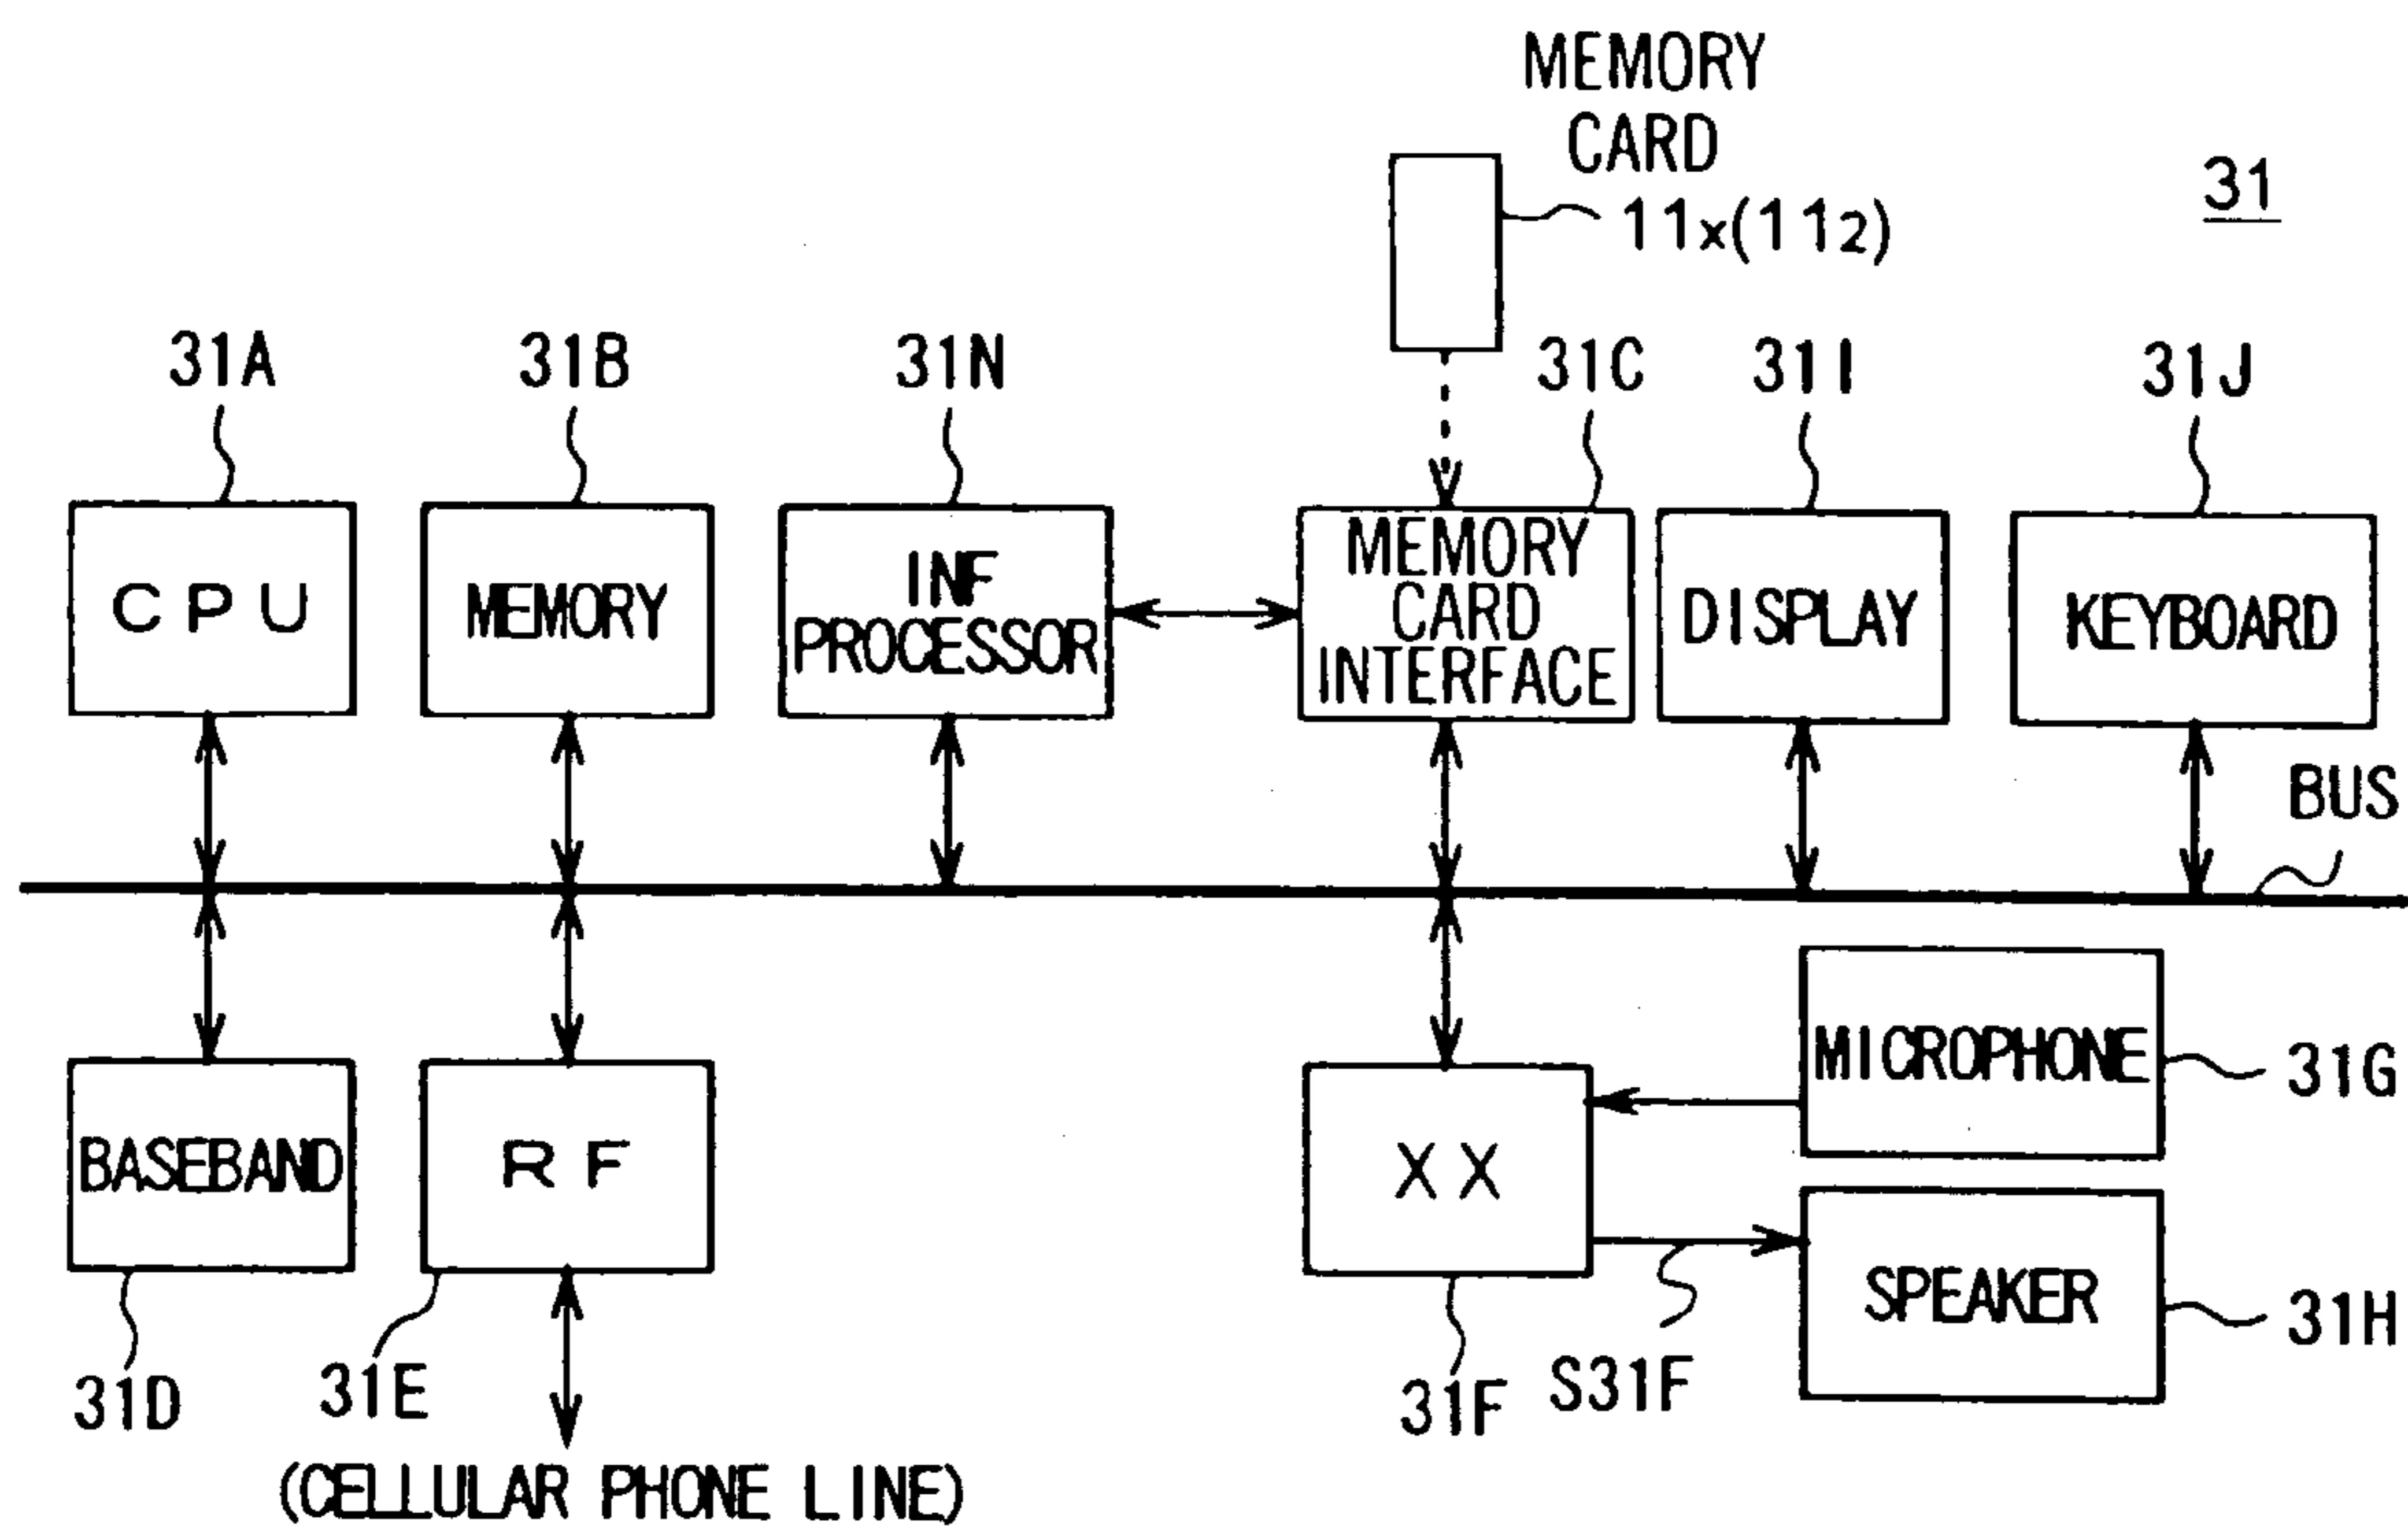 MEMORY
CARD
11x(112)
31
31A
31B
31N
31C
31I
31J
CPU
MEMORY
INF
PROCESSOR
MEMORY
CARD
INTERFACE
DISPLAY
KEYBOARD
BUS
BASEBAND
RF
XX
MICROPHONE
31G
SPEAKER
31H
31D
31E
31F
S31F
(CELLULAR PHONE LINE)